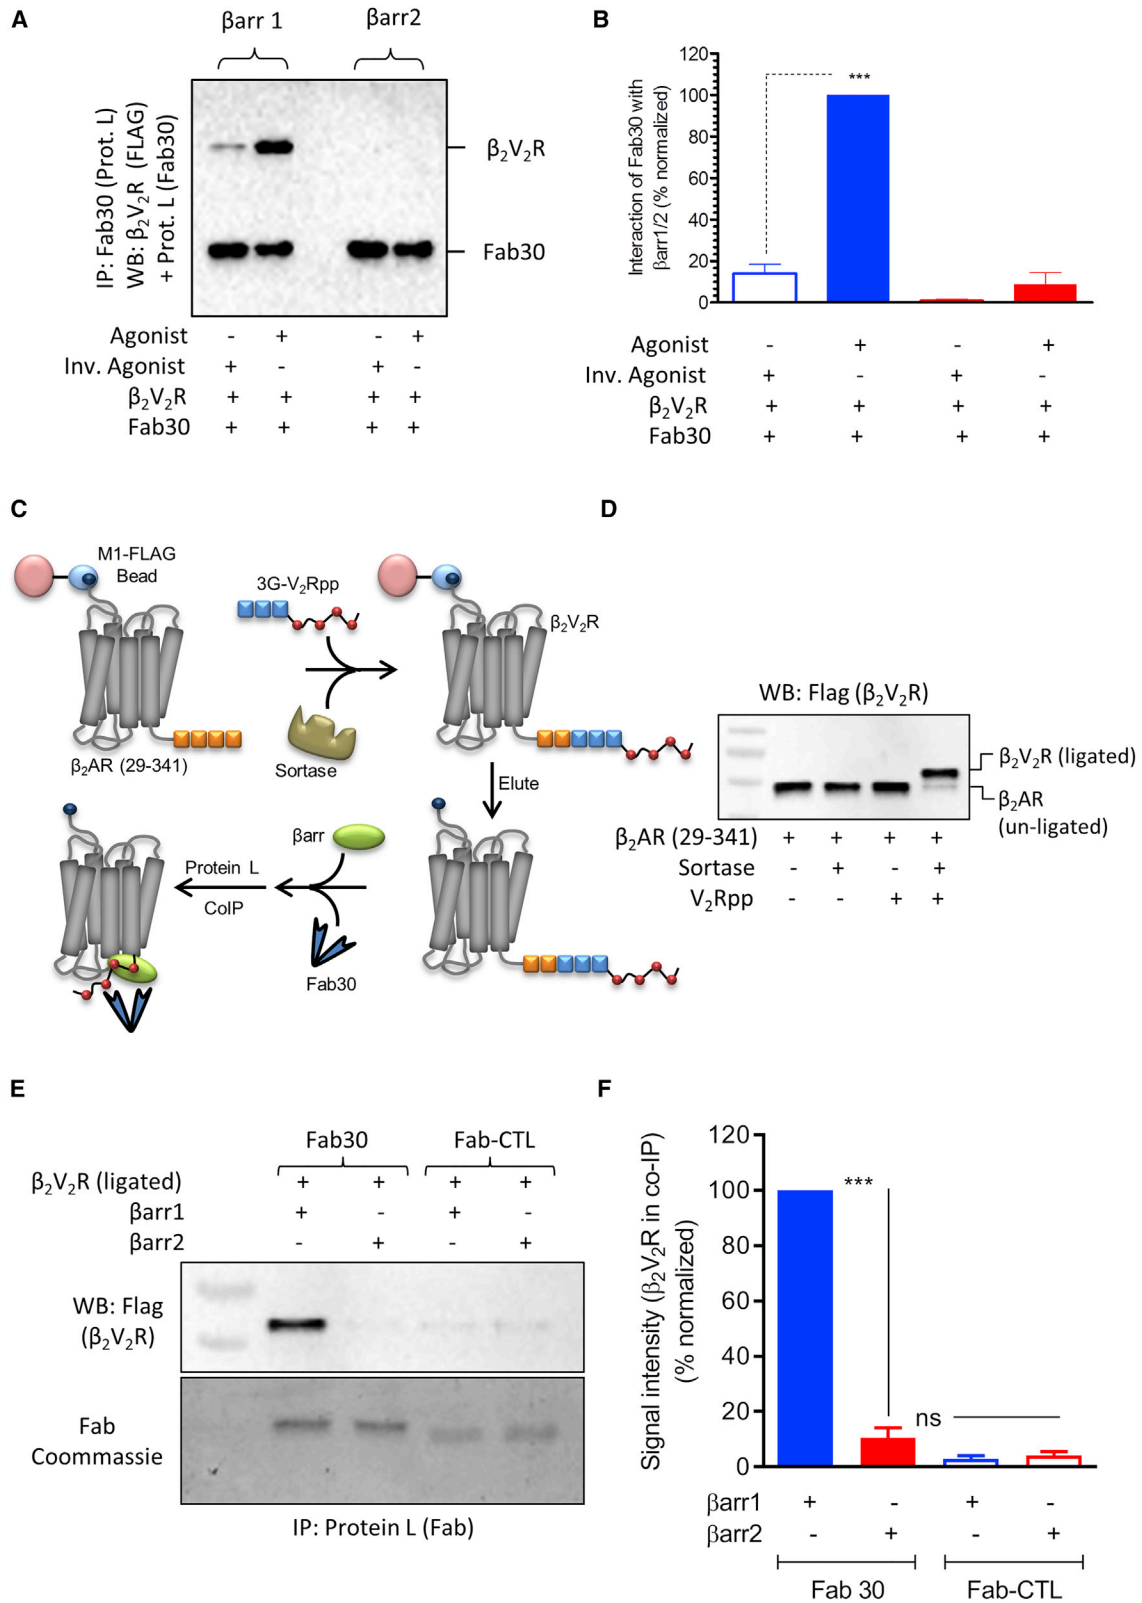 A
βarr 1 βarr2
IP: Fab30 (Prot. L)
WB: β₂V₂R (FLAG)
+ Prot. L (Fab30)
β₂V₂R
Fab30
Agonist - + - +
Inv. Agonist + - + -
β₂V₂R + + + +
Fab30 + + + +
B
Interaction of Fab30 with
βarr1/2 (% normalized)
120
100
80
60
40
20
0
***
Agonist - + - +
Inv. Agonist + - + -
β₂V₂R + + + +
Fab30 + + + +
C
M1-FLAG
Bead
3G-V₂Rpp
β₂V₂R
Sortase
β₂AR (29-341)
Elute
βarr
Protein L
CoIP
Fab30
D
WB: Flag (β₂V₂R)
β₂V₂R (ligated)
β₂AR
(un-ligated)
β₂AR (29-341) + + + +
Sortase - + - +
V₂Rpp - - + +
E
Fab30 Fab-CTL
β₂V₂R (ligated) + + + +
βarr1 + - + -
βarr2 - + - +
WB: Flag
(β₂V₂R)
Fab
Coommassie
IP: Protein L (Fab)
F
Signal intensity (β₂V₂R in co-IP)
(% normalized)
120
100
80
60
40
20
0
***
ns
βarr1 + - + -
βarr2 - + - +
Fab 30 Fab-CTL